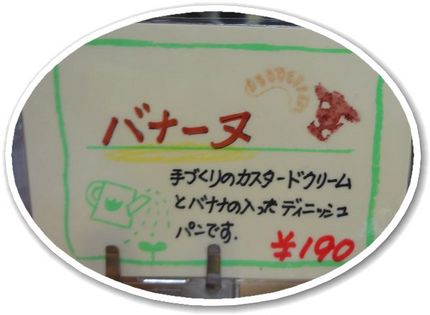 バナーヌ
手づくりのカスタードクリーム
とバナナの入った ディニッシュ
パンです.
¥190